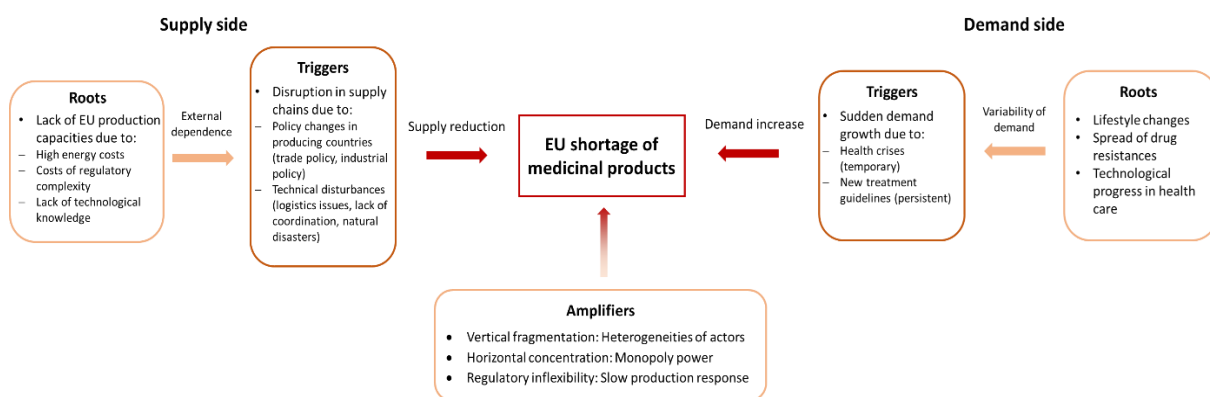 Supply side
Roots
• Lack of EU production
capacities due to:
– High energy costs
– Costs of regulatory
complexity
– Lack of technological
knowledge
External
dependence
Triggers
• Disruption in supply
chains due to:
– Policy changes in
producing countries
(trade policy, industrial
policy)
– Technical disturbances
(logistics issues, lack of
coordination, natural
disasters)
Supply reduction
EU shortage of
medicinal products
Demand side
Demand increase
Triggers
• Sudden demand
growth due to:
– Health crises
(temporary)
– New treatment
guidelines (persistent)
Variability of
demand
Roots
• Lifestyle changes
• Spread of drug
resistances
• Technological
progress in health
care
Amplifiers
• Vertical fragmentation: Heterogeneities of actors
• Horizontal concentration: Monopoly power
• Regulatory inflexibility: Slow production response